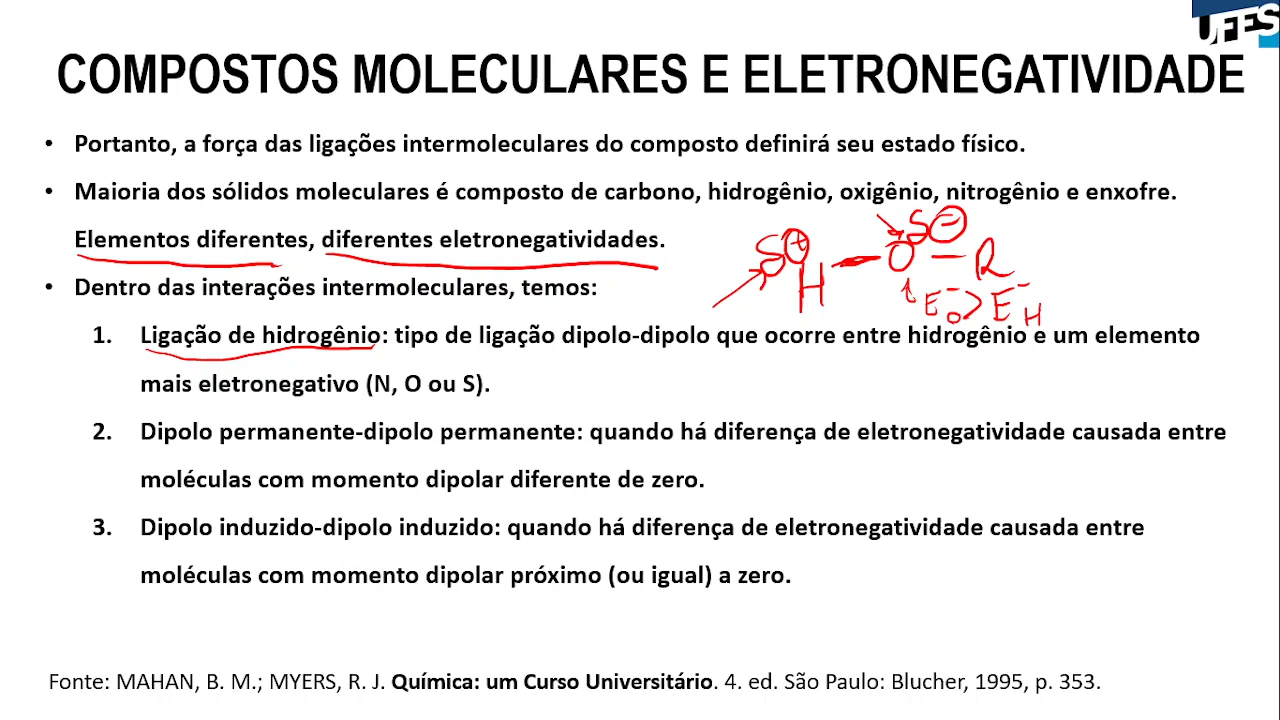 UFES
COMPOSTOS MOLECULARES E ELETRONEGATIVIDADE
• Portanto, a força das ligações intermoleculares do composto definirá seu estado físico.
• Maioria dos sólidos moleculares é composto de carbono, hidrogênio, oxigênio, nitrogênio e enxofre.
Elementos diferentes, diferentes eletronegatividades.
δ+ δ-
H — O — R
E-O > E-H
• Dentro das interações intermoleculares, temos:
1. Ligação de hidrogênio: tipo de ligação dipolo-dipolo que ocorre entre hidrogênio e um elemento
mais eletronegativo (N, O ou S).
2. Dipolo permanente-dipolo permanente: quando há diferença de eletronegatividade causada entre
moléculas com momento dipolar diferente de zero.
3. Dipolo induzido-dipolo induzido: quando há diferença de eletronegatividade causada entre
moléculas com momento dipolar próximo (ou igual) a zero.
Fonte: MAHAN, B. M.; MYERS, R. J. Química: um Curso Universitário. 4. ed. São Paulo: Blucher, 1995, p. 353.